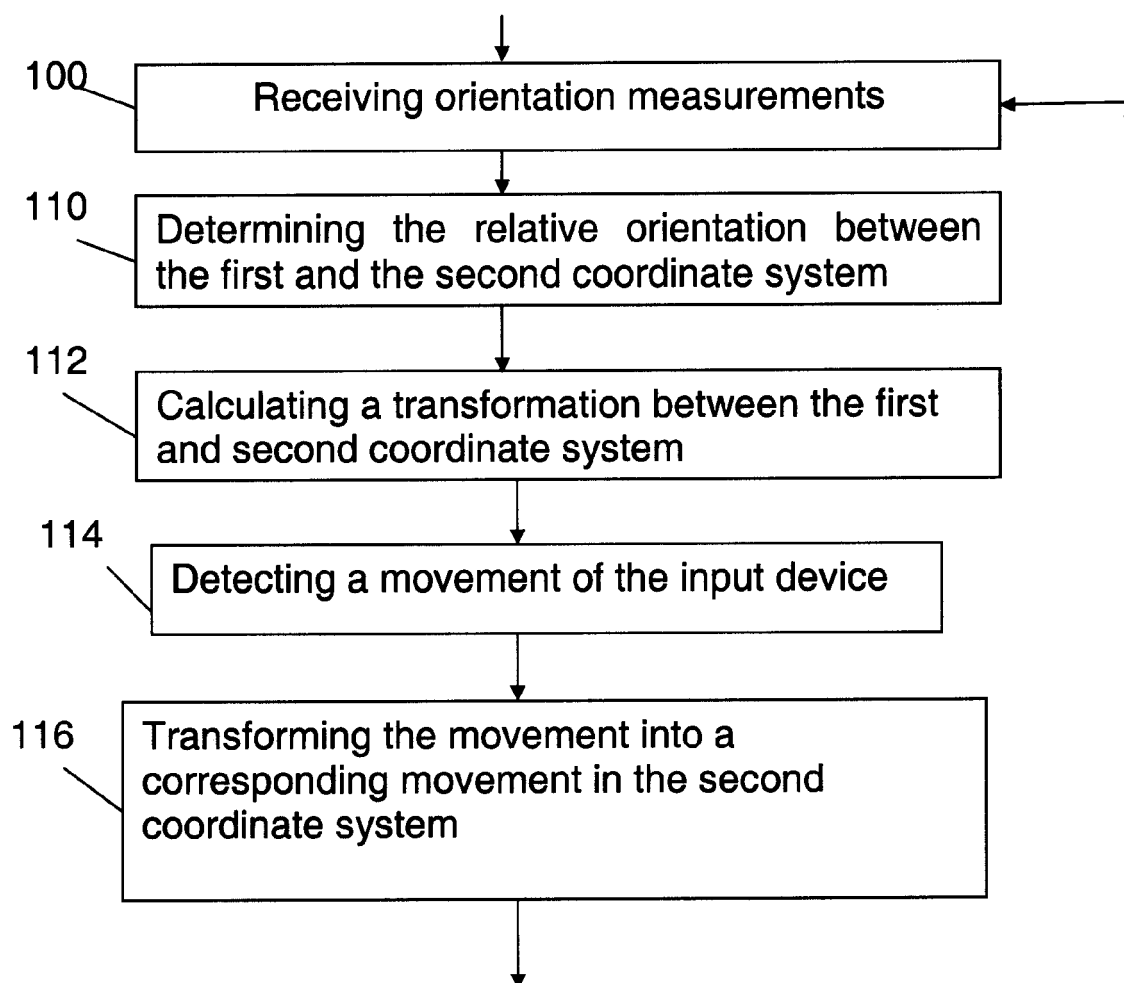 100
Receiving orientation measurements
110
Determining the relative orientation between
the first and the second coordinate system
112
Calculating a transformation between the first
and second coordinate system
114
Detecting a movement of the input device
116
Transforming the movement into a
corresponding movement in the second
coordinate system